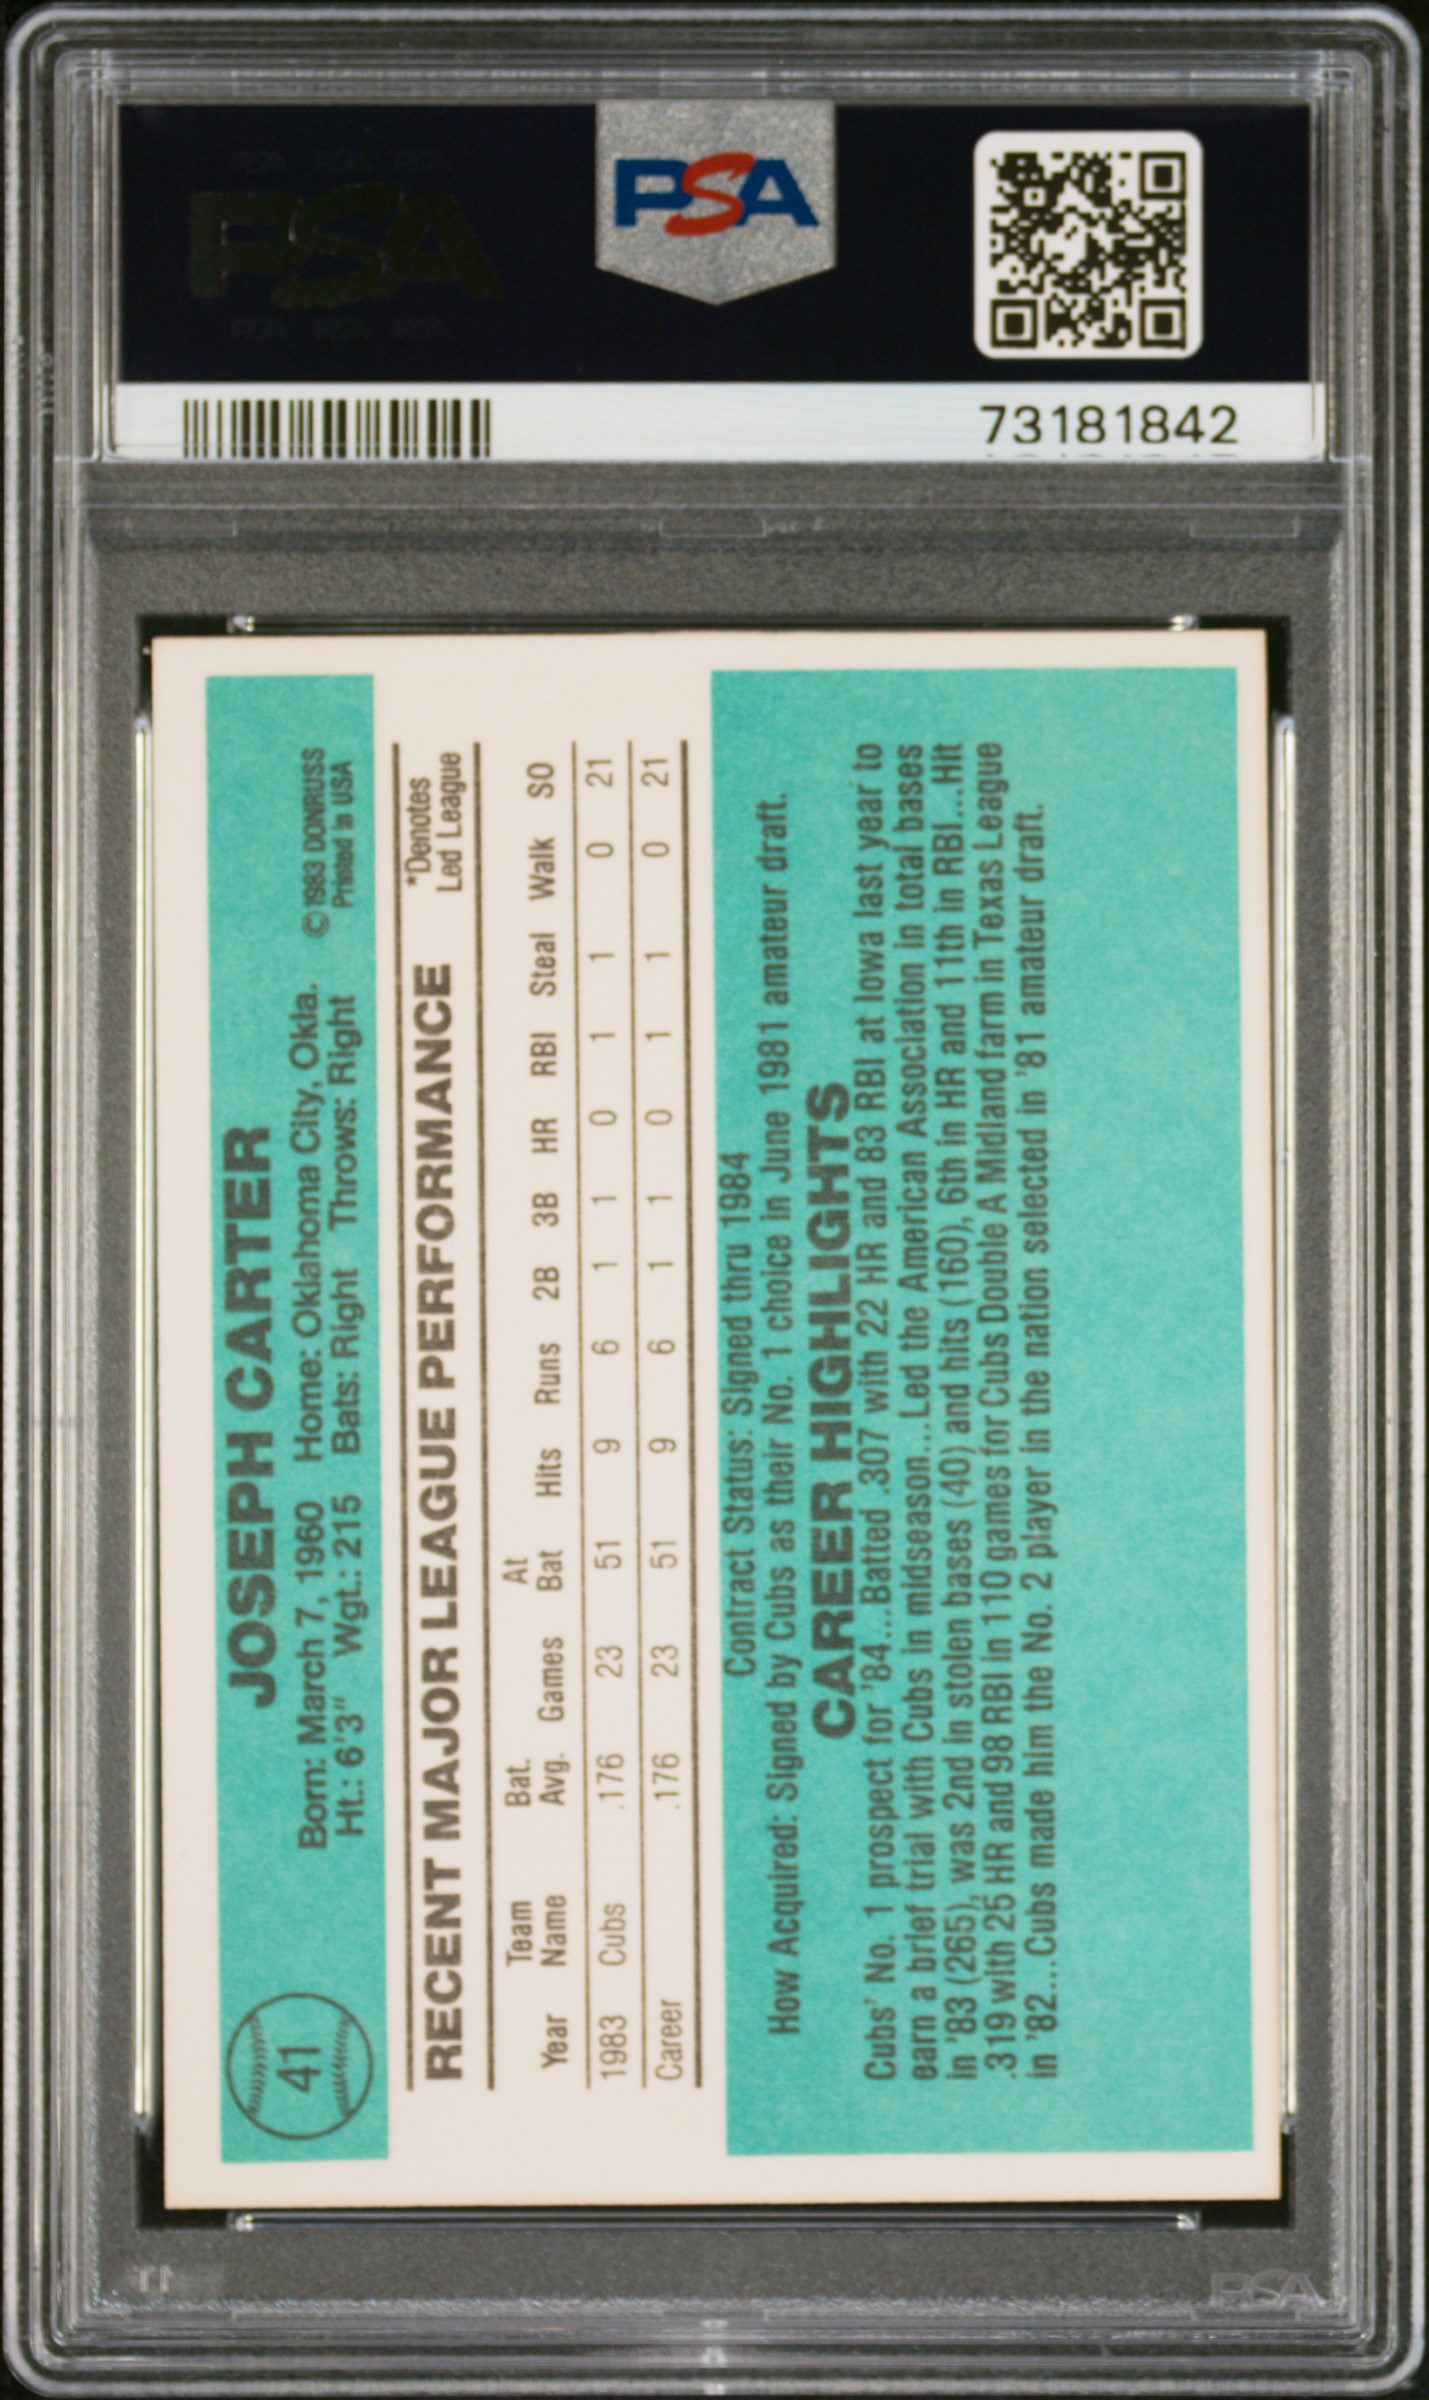 PSA
PSA
73181842
41
JOSEPH CARTER
©1983 DONRUSS
Born: March 7, 1960 Home: Oklahoma City, Okla.
Printed in USA
Ht.: 6'3" Wgt.: 215 Bats: Right Throws: Right
RECENT MAJOR LEAGUE PERFORMANCE
*Denotes
Led League
Year Team Name Bat. Avg. Games At Bat Hits Runs 2B 3B HR RBI Steal Walk SO
1983 Cubs .176 23 51 9 6 1 1 0 1 1 0 21
Career .176 23 51 9 6 1 1 0 1 1 0 21
Contract Status: Signed thru 1984
How Acquired: Signed by Cubs as their No. 1 choice in June 1981 amateur draft.
CAREER HIGHLIGHTS
Cubs' No. 1 prospect for '84...Batted .307 with 22 HR and 83 RBI at Iowa last year to
earn a brief trial with Cubs in midseason...Led the American Association in total bases
in '83 (265), was 2nd in stolen bases (40) and hits (160), 6th in HR and 11th in RBI...Hit
.319 with 25 HR and 98 RBI in 110 games for Cubs Double A Midland farm in Texas League
in '82...Cubs made him the No. 2 player in the nation selected in '81 amateur draft.
PSA